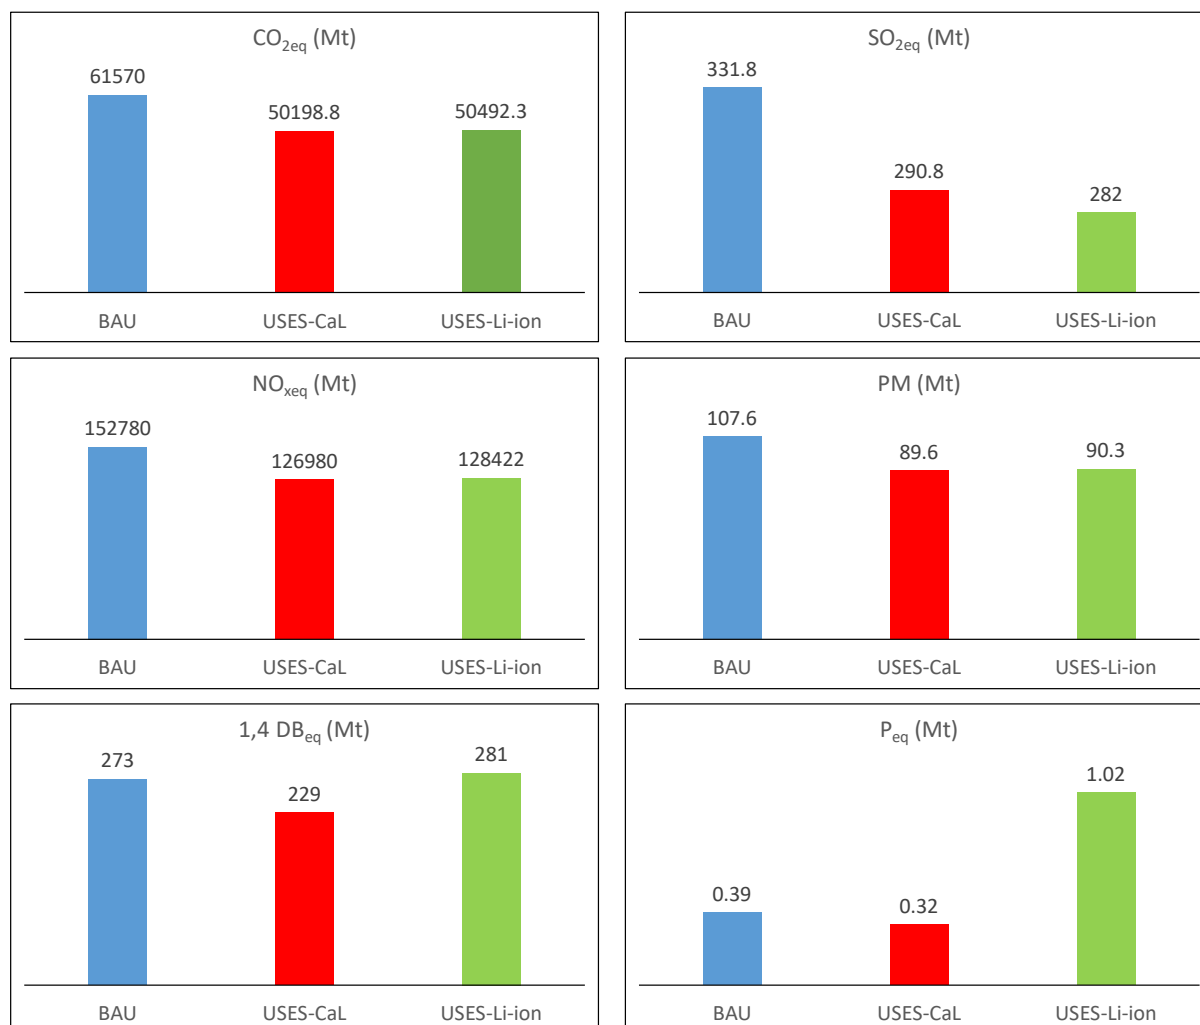 CO2eq (Mt)
61570
50198.8
50492.3
BAU
USES-CaL
USES-Li-ion
SO2eq (Mt)
331.8
290.8
282
BAU
USES-CaL
USES-Li-ion
NOxeq (Mt)
152780
126980
128422
BAU
USES-CaL
USES-Li-ion
PM (Mt)
107.6
89.6
90.3
BAU
USES-CaL
USES-Li-ion
1,4 DBeq (Mt)
273
229
281
BAU
USES-CaL
USES-Li-ion
Peq (Mt)
0.39
0.32
1.02
BAU
USES-CaL
USES-Li-ion